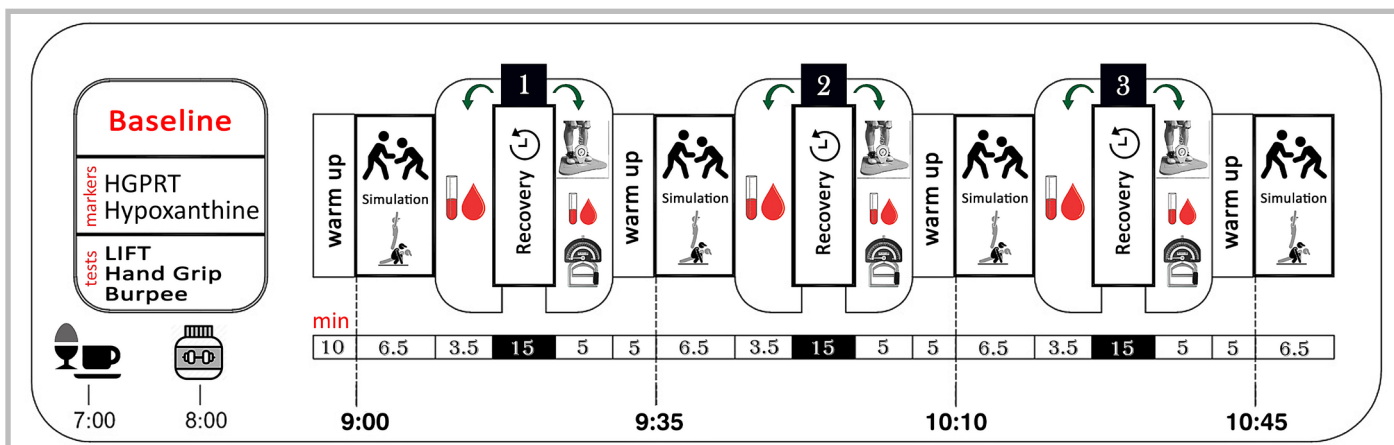 Baseline
markers
HGPRT
Hypoxanthine
tests
LIFT
Hand Grip
Burpee
7:00
8:00
warm up
Simulation
1
Recovery
warm up
Simulation
2
Recovery
warm up
Simulation
3
Recovery
warm up
Simulation
min
10 6.5 3.5 15 5 5 6.5 3.5 15 5 5 6.5 3.5 15 5 5 6.5
9:00 9:35 10:10 10:45